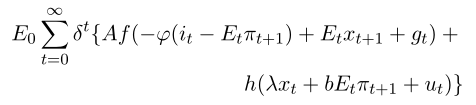 $E_0 \sum_{t=0}^{\infty} \delta^t \{ A f(-\varphi(i_t - E_t \pi_{t+1}) + E_t x_{t+1} + g_t) +$
$h(\lambda x_t + b E_t \pi_{t+1} + u_t) \}$